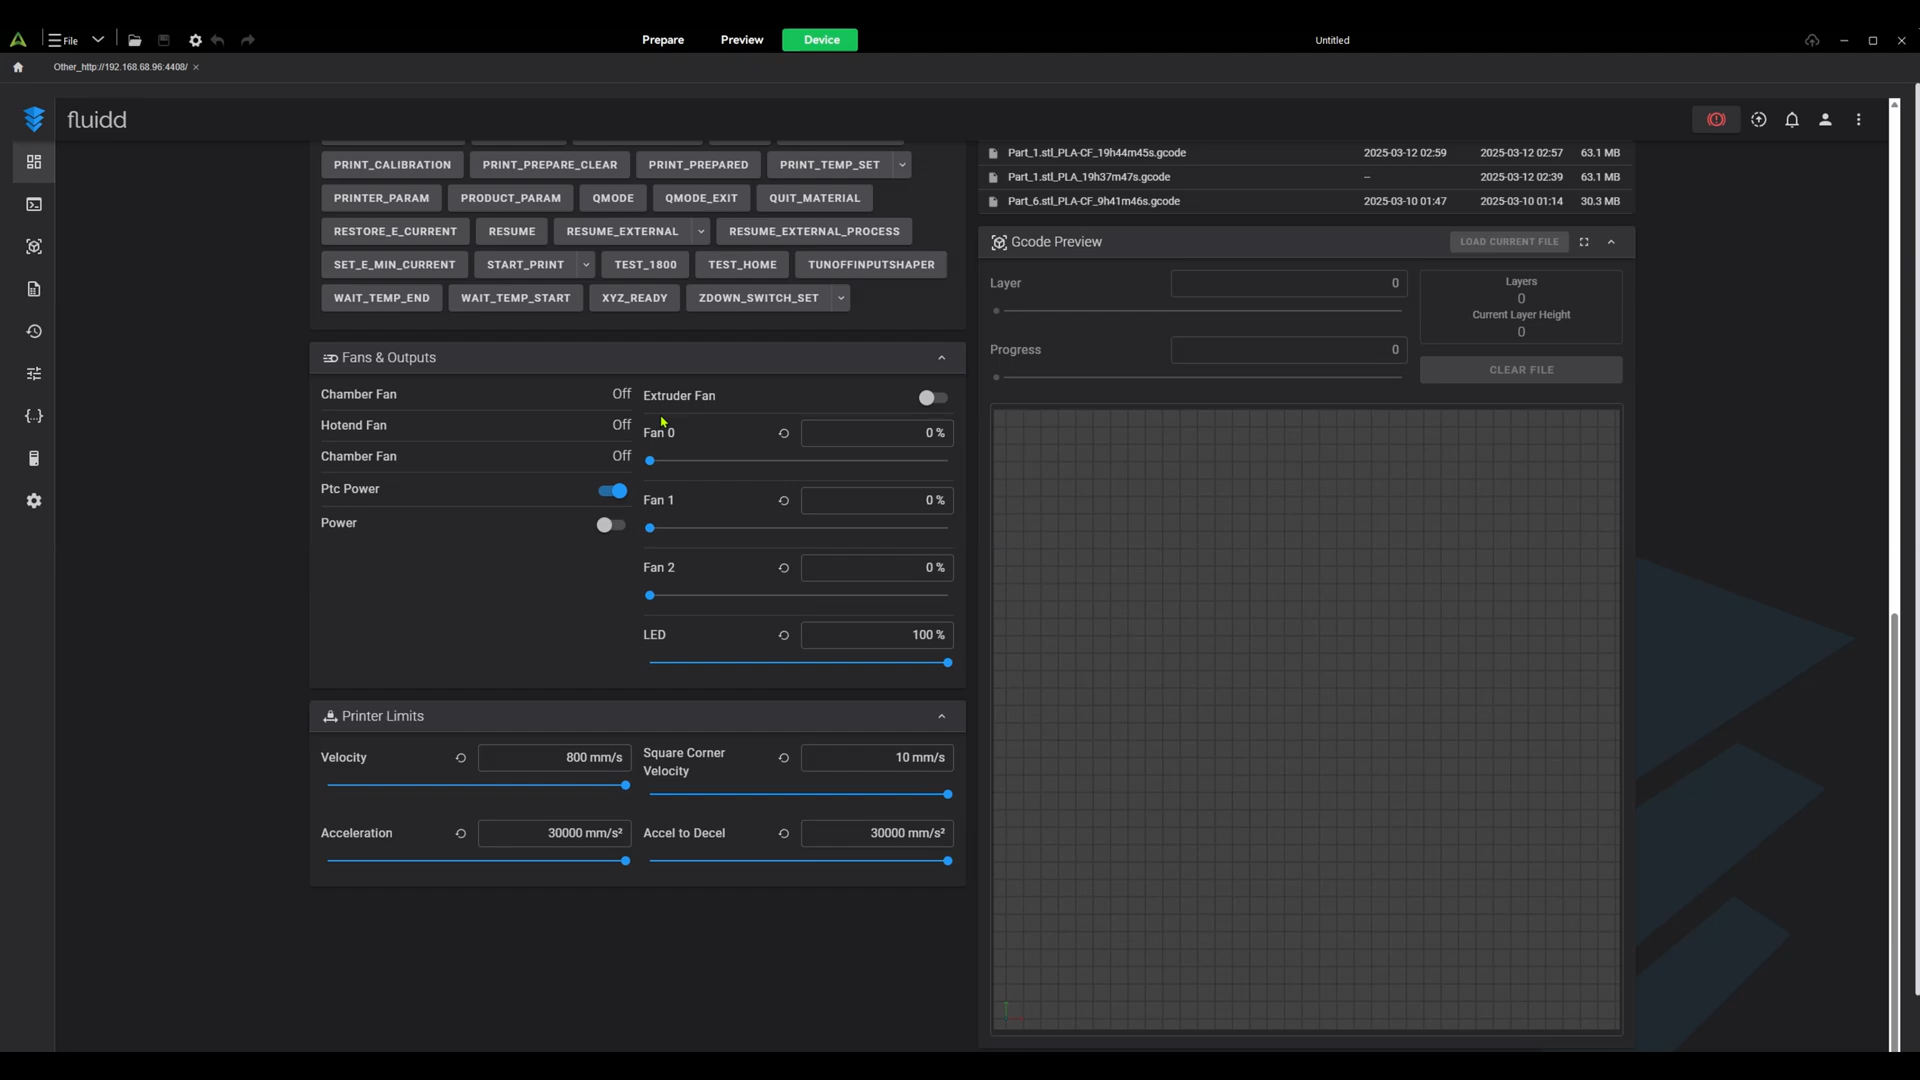 File
Prepare
Preview
Device
Untitled
Other_http://192.168.68.96:4408/
fluidd
PRINT_CALIBRATION
PRINT_PREPARE_CLEAR
PRINT_PREPARED
PRINT_TEMP_SET
PRINTER_PARAM
PRODUCT_PARAM
QMODE
QMODE_EXIT
QUIT_MATERIAL
RESTORE_E_CURRENT
RESUME
RESUME_EXTERNAL
RESUME_EXTERNAL_PROCESS
SET_E_MIN_CURRENT
START_PRINT
TEST_1800
TEST_HOME
TUNOFFINPUTSHAPER
WAIT_TEMP_END
WAIT_TEMP_START
XYZ_READY
ZDOWN_SWITCH_SET
Fans & Outputs
Chamber Fan Off
Hotend Fan Off
Chamber Fan Off
Ptc Power
Power
Extruder Fan
Fan 0 0 %
Fan 1 0 %
Fan 2 0 %
LED 100 %
Printer Limits
Velocity 800 mm/s
Square Corner
Velocity
10 mm/s
Acceleration 30000 mm/s²
Accel to Decel 30000 mm/s²
Part_1.stl_PLA-CF_19h44m45s.gcode 2025-03-12 02:59 2025-03-12 02:57 63.1 MB
Part_1.stl_PLA_19h37m47s.gcode – 2025-03-12 02:39 63.1 MB
Part_6.stl_PLA-CF_9h41m46s.gcode 2025-03-10 01:47 2025-03-10 01:14 30.3 MB
Gcode Preview
LOAD CURRENT FILE
Layer 0
Progress 0
Layers
0
Current Layer Height
0
CLEAR FILE